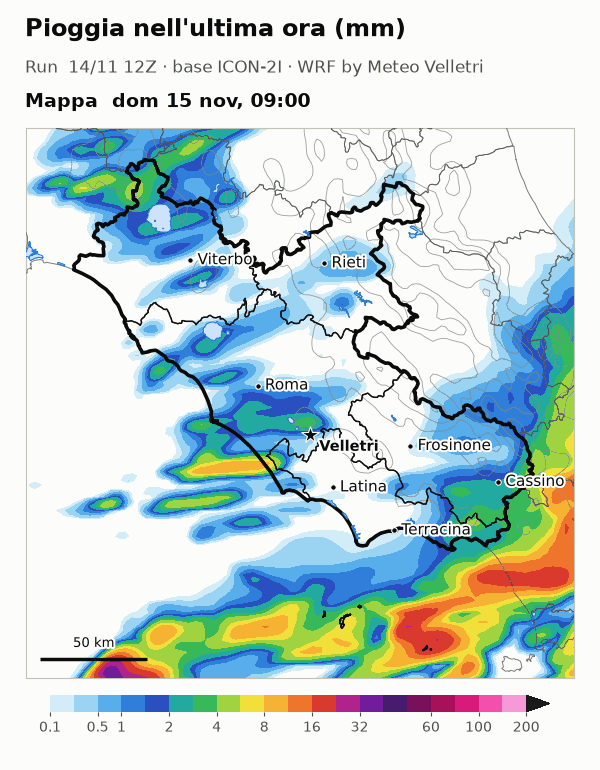 Pioggia nell'ultima ora (mm)
Run 14/11 12Z · base ICON-2I · WRF by Meteo Velletri
Mappa dom 15 nov, 09:00
Viterbo
Rieti
Roma
Velletri
Frosinone
Latina
Cassino
Terracina
50 km
0.1 0.5 1 2 4 8 16 32 60 100 200